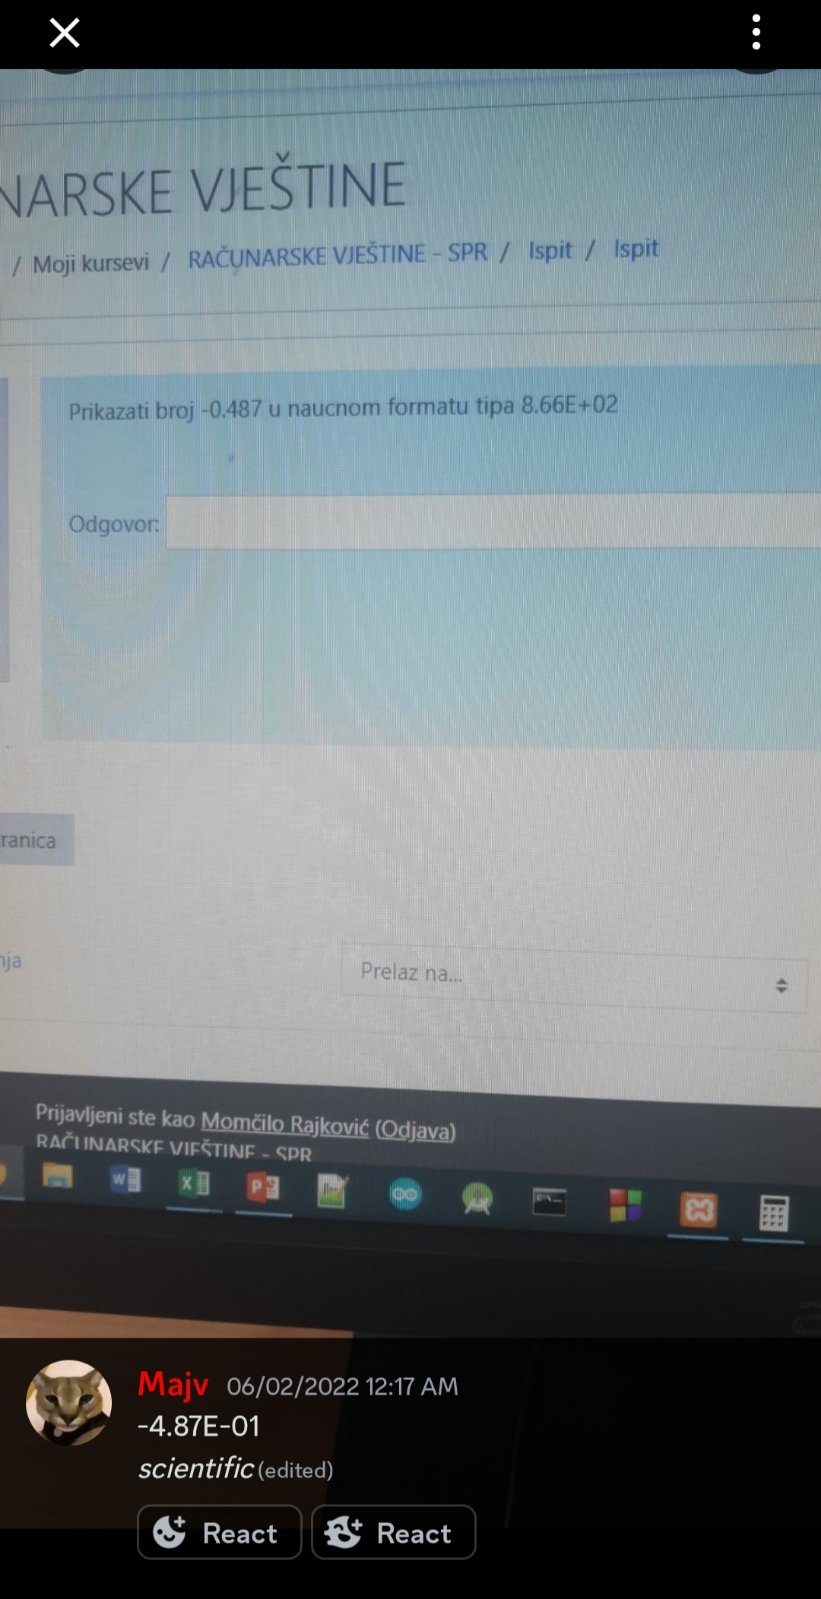 NARSKE VJEŠTINE
/ Moji kursevi / RAČUNARSKE VJEŠTINE - SPR / Ispit / Ispit
Prikazati broj -0.487 u naucnom formatu tipa 8.66E+02
Odgovor:
ranica
nja
Prelaz na...
Prijavljeni ste kao Momčilo Rajković (Odjava)
RAČUNARSKE VJEŠTINE - SPR
Majv 06/02/2022 12:17 AM
-4.87E-01
scientific (edited)
React React